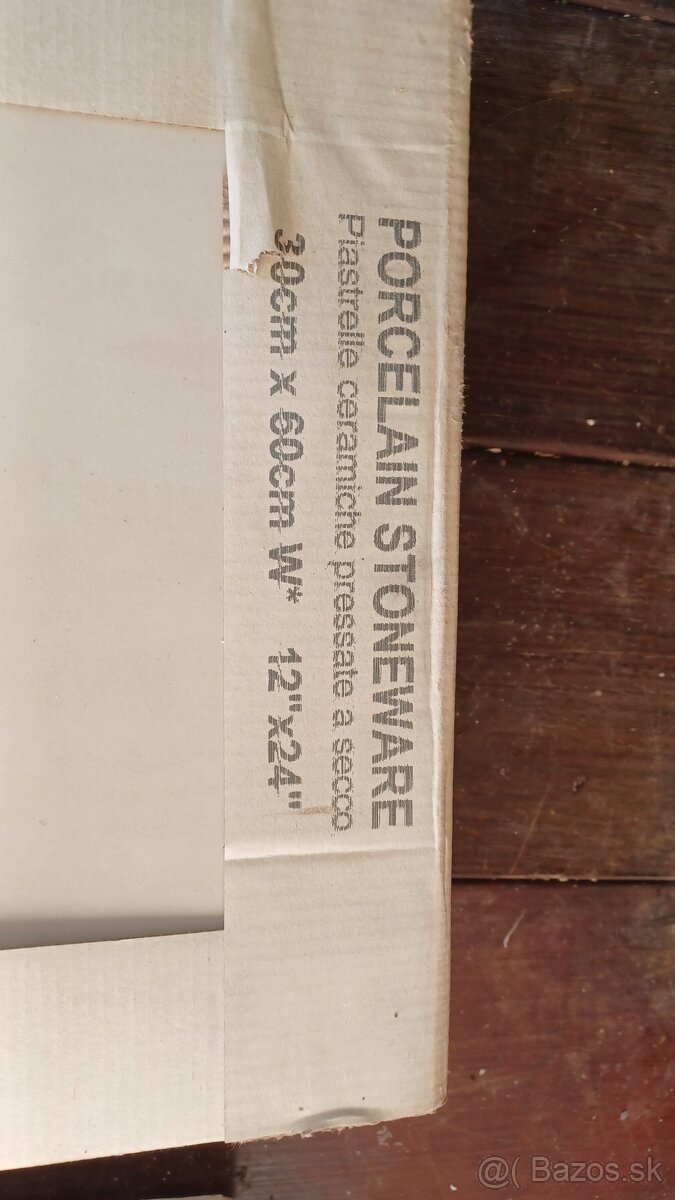 PORCELAIN STONEWARE
Piastrelle ceramiche pressate a secco
30cm x 60cm W* 12"x24"
@( Bazos.sk